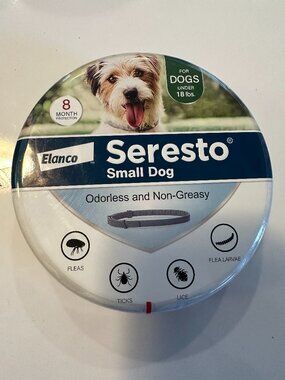 8
MONTH
PROTECTION
FOR
DOGS
UNDER
18 lbs.
Elanco
Seresto®
Small Dog
Odorless and Non-Greasy
FLEAS
TICKS
LICE
FLEA LARVAE